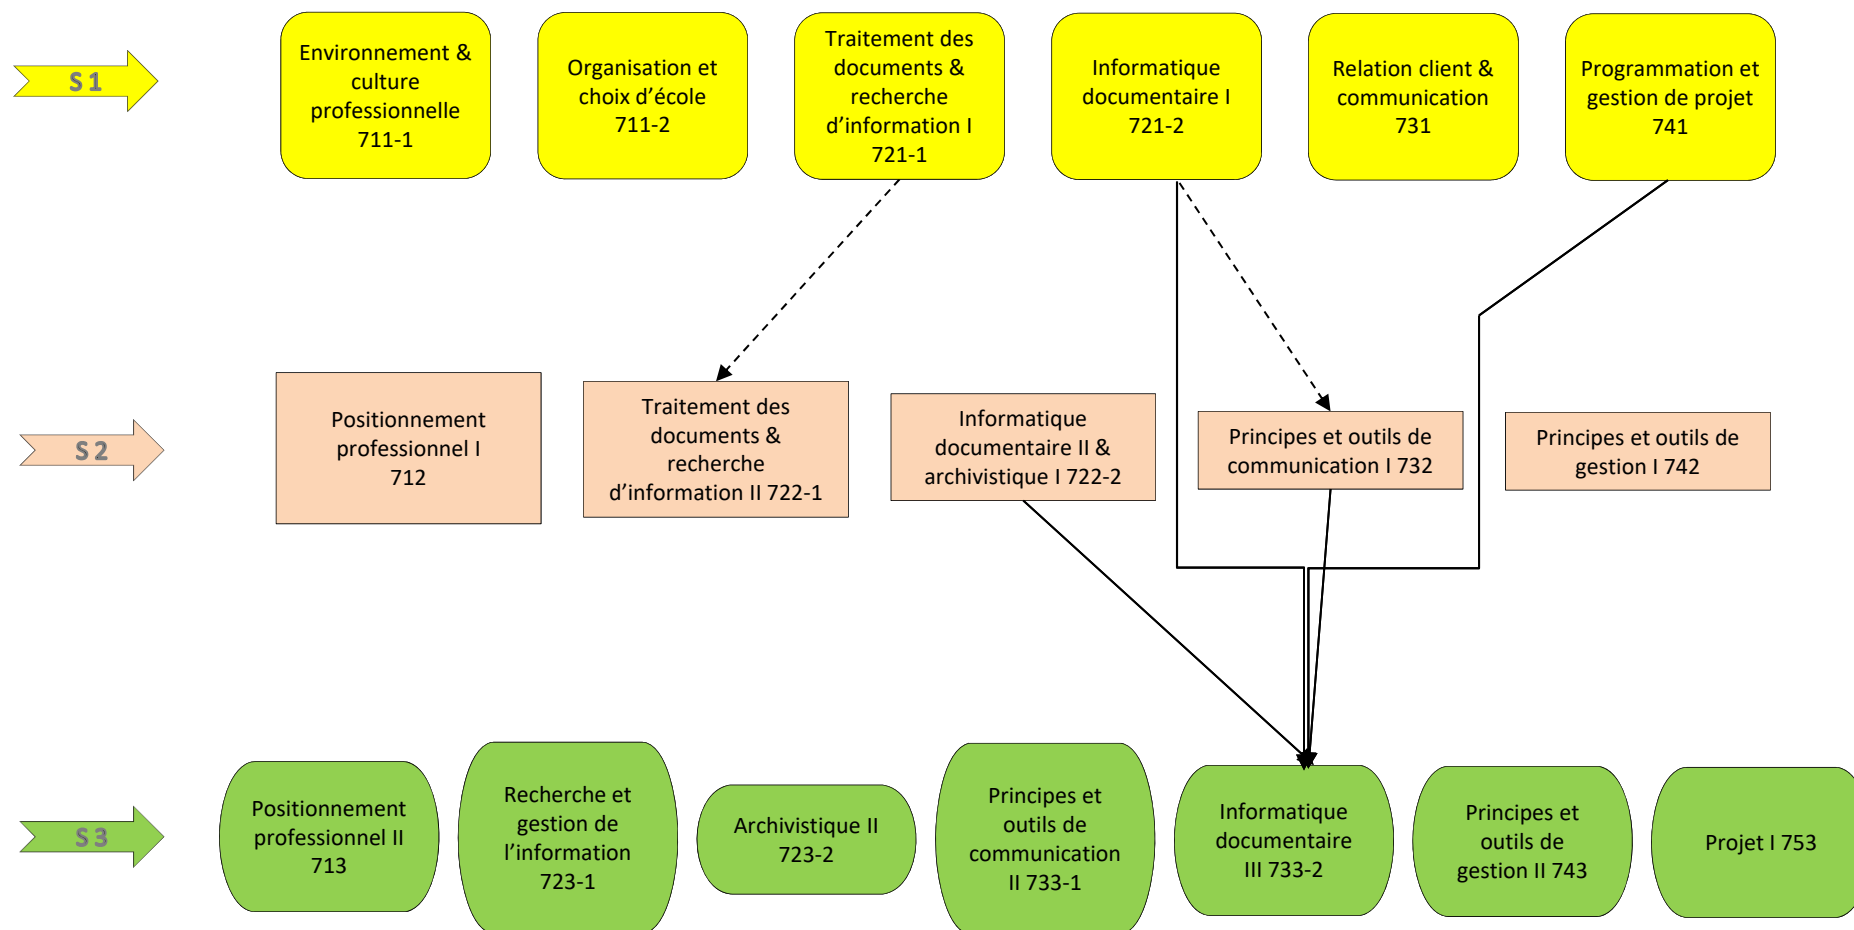 S 1
Environnement &
culture
professionnelle
711-1
Organisation et
choix d’école
711-2
Traitement des
documents &
recherche
d’information I
721-1
Informatique
documentaire I
721-2
Relation client &
communication
731
Programmation et
gestion de projet
741
S 2
Positionnement
professionnel I
712
Traitement des
documents &
recherche
d’information II 722-1
Informatique
documentaire II &
archivistique I 722-2
Principes et outils de
communication I 732
Principes et outils de
gestion I 742
S 3
Positionnement
professionnel II
713
Recherche et
gestion de
l’information
723-1
Archivistique II
723-2
Principes et
outils de
communication
II 733-1
Informatique
documentaire
III 733-2
Principes et
outils de
gestion II 743
Projet I 753